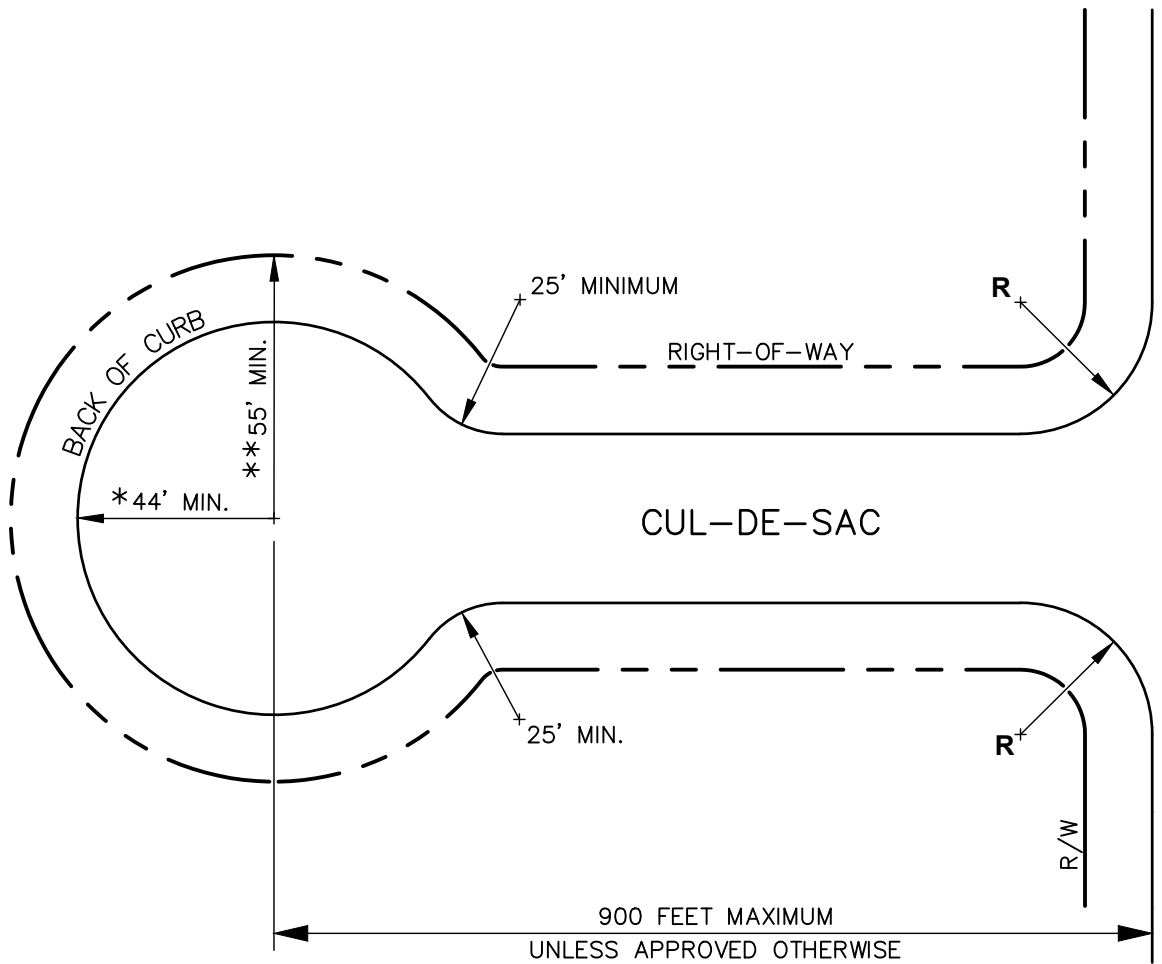 25' MINIMUM
R
RIGHT-OF-WAY
BACK OF CURB
**55' MIN.
*44' MIN.
CUL-DE-SAC
25' MIN.
R
R/W
900 FEET MAXIMUM
UNLESS APPROVED OTHERWISE